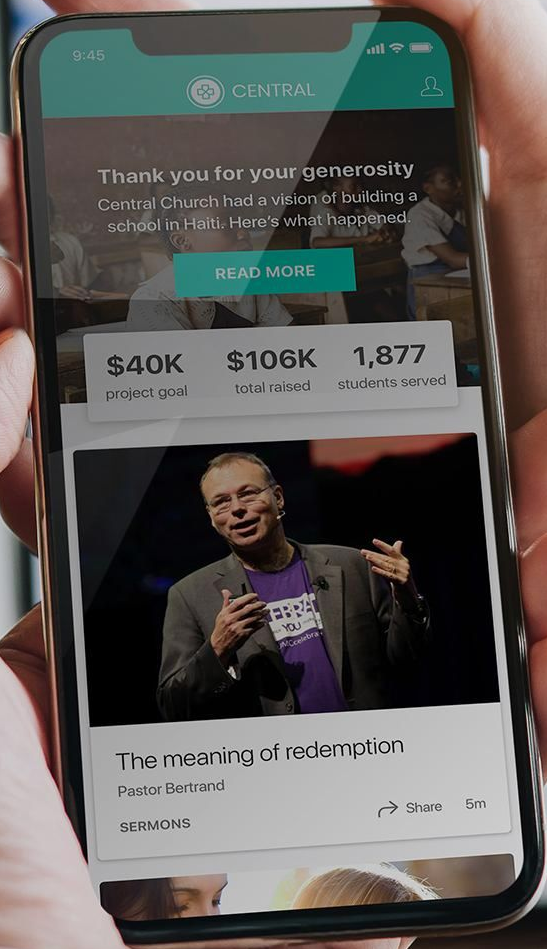 9:45
CENTRAL
Thank you for your generosity
Central Church had a vision of building a
school in Haiti. Here's what happened.
READ MORE
$40K $106K 1,877
project goal total raised students served
YOU
The meaning of redemption
Pastor Bertrand
SERMONS
Share 5m